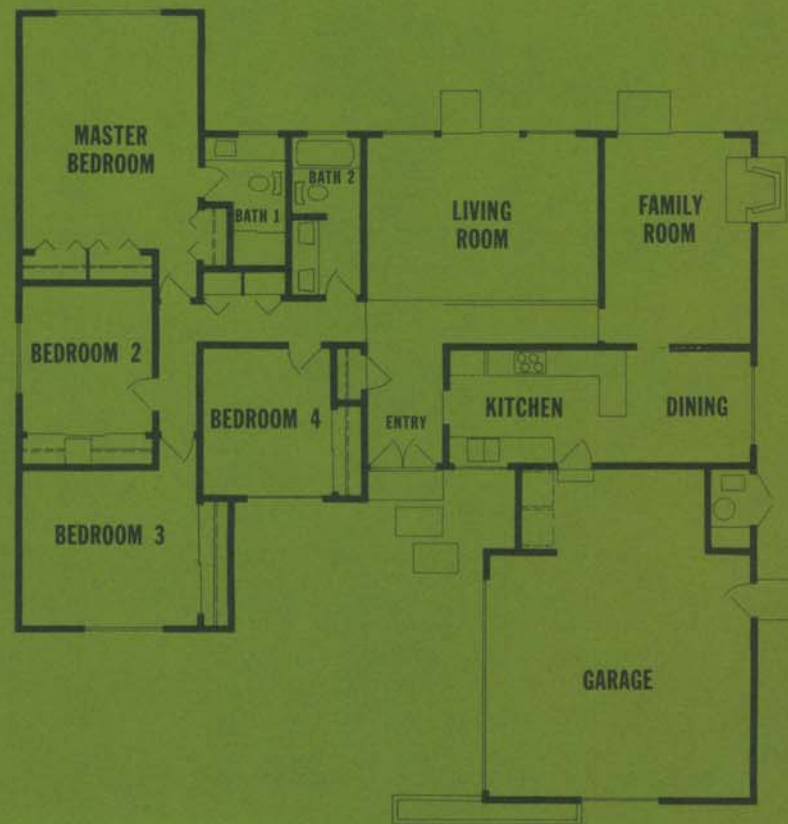 MASTER
BEDROOM
BATH 1
BATH 2
LIVING
ROOM
FAMILY
ROOM
BEDROOM 2
BEDROOM 4
ENTRY
KITCHEN
DINING
BEDROOM 3
GARAGE